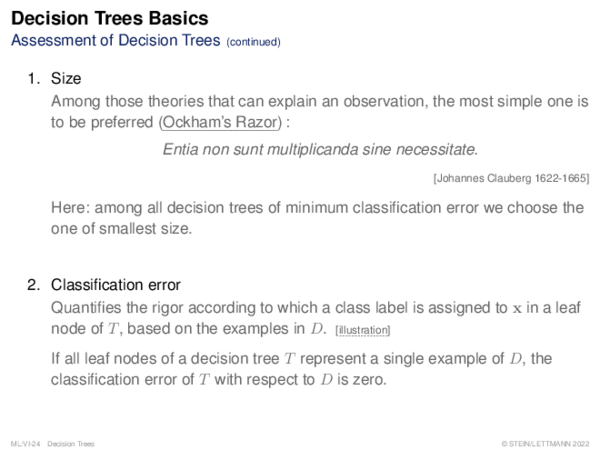 Decision Trees Basics
Assessment of Decision Trees (continued)
1. Size
Among those theories that can explain an observation, the most simple one is
to be preferred (Ockham's Razor) :
Entia non sunt multiplicanda sine necessitate.
[Johannes Clauberg 1622-1665]
Here: among all decision trees of minimum classification error we choose the
one of smallest size.
2. Classification error
Quantifies the rigor according to which a class label is assigned to x in a leaf
node of T, based on the examples in D. [illustration]
If all leaf nodes of a decision tree T represent a single example of D, the
classification error of T with respect to D is zero.
ML:VI-24 Decision Trees © STEIN/LETTMANN 2022